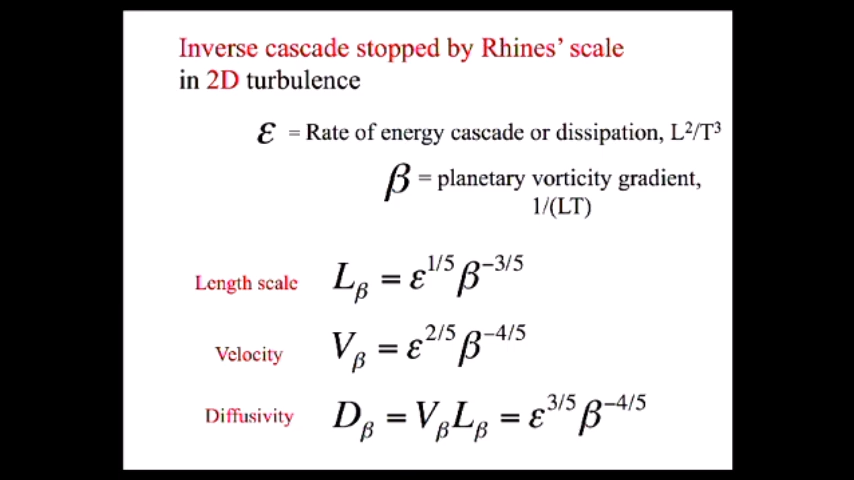 Inverse cascade stopped by Rhines' scale
in 2D turbulence
ε = Rate of energy cascade or dissipation, L²/T³
β = planetary vorticity gradient,
1/(LT)
Length scale L_β = ε^{1/5} β^{-3/5}
Velocity V_β = ε^{2/5} β^{-4/5}
Diffusivity D_β = V_β L_β = ε^{3/5} β^{-4/5}